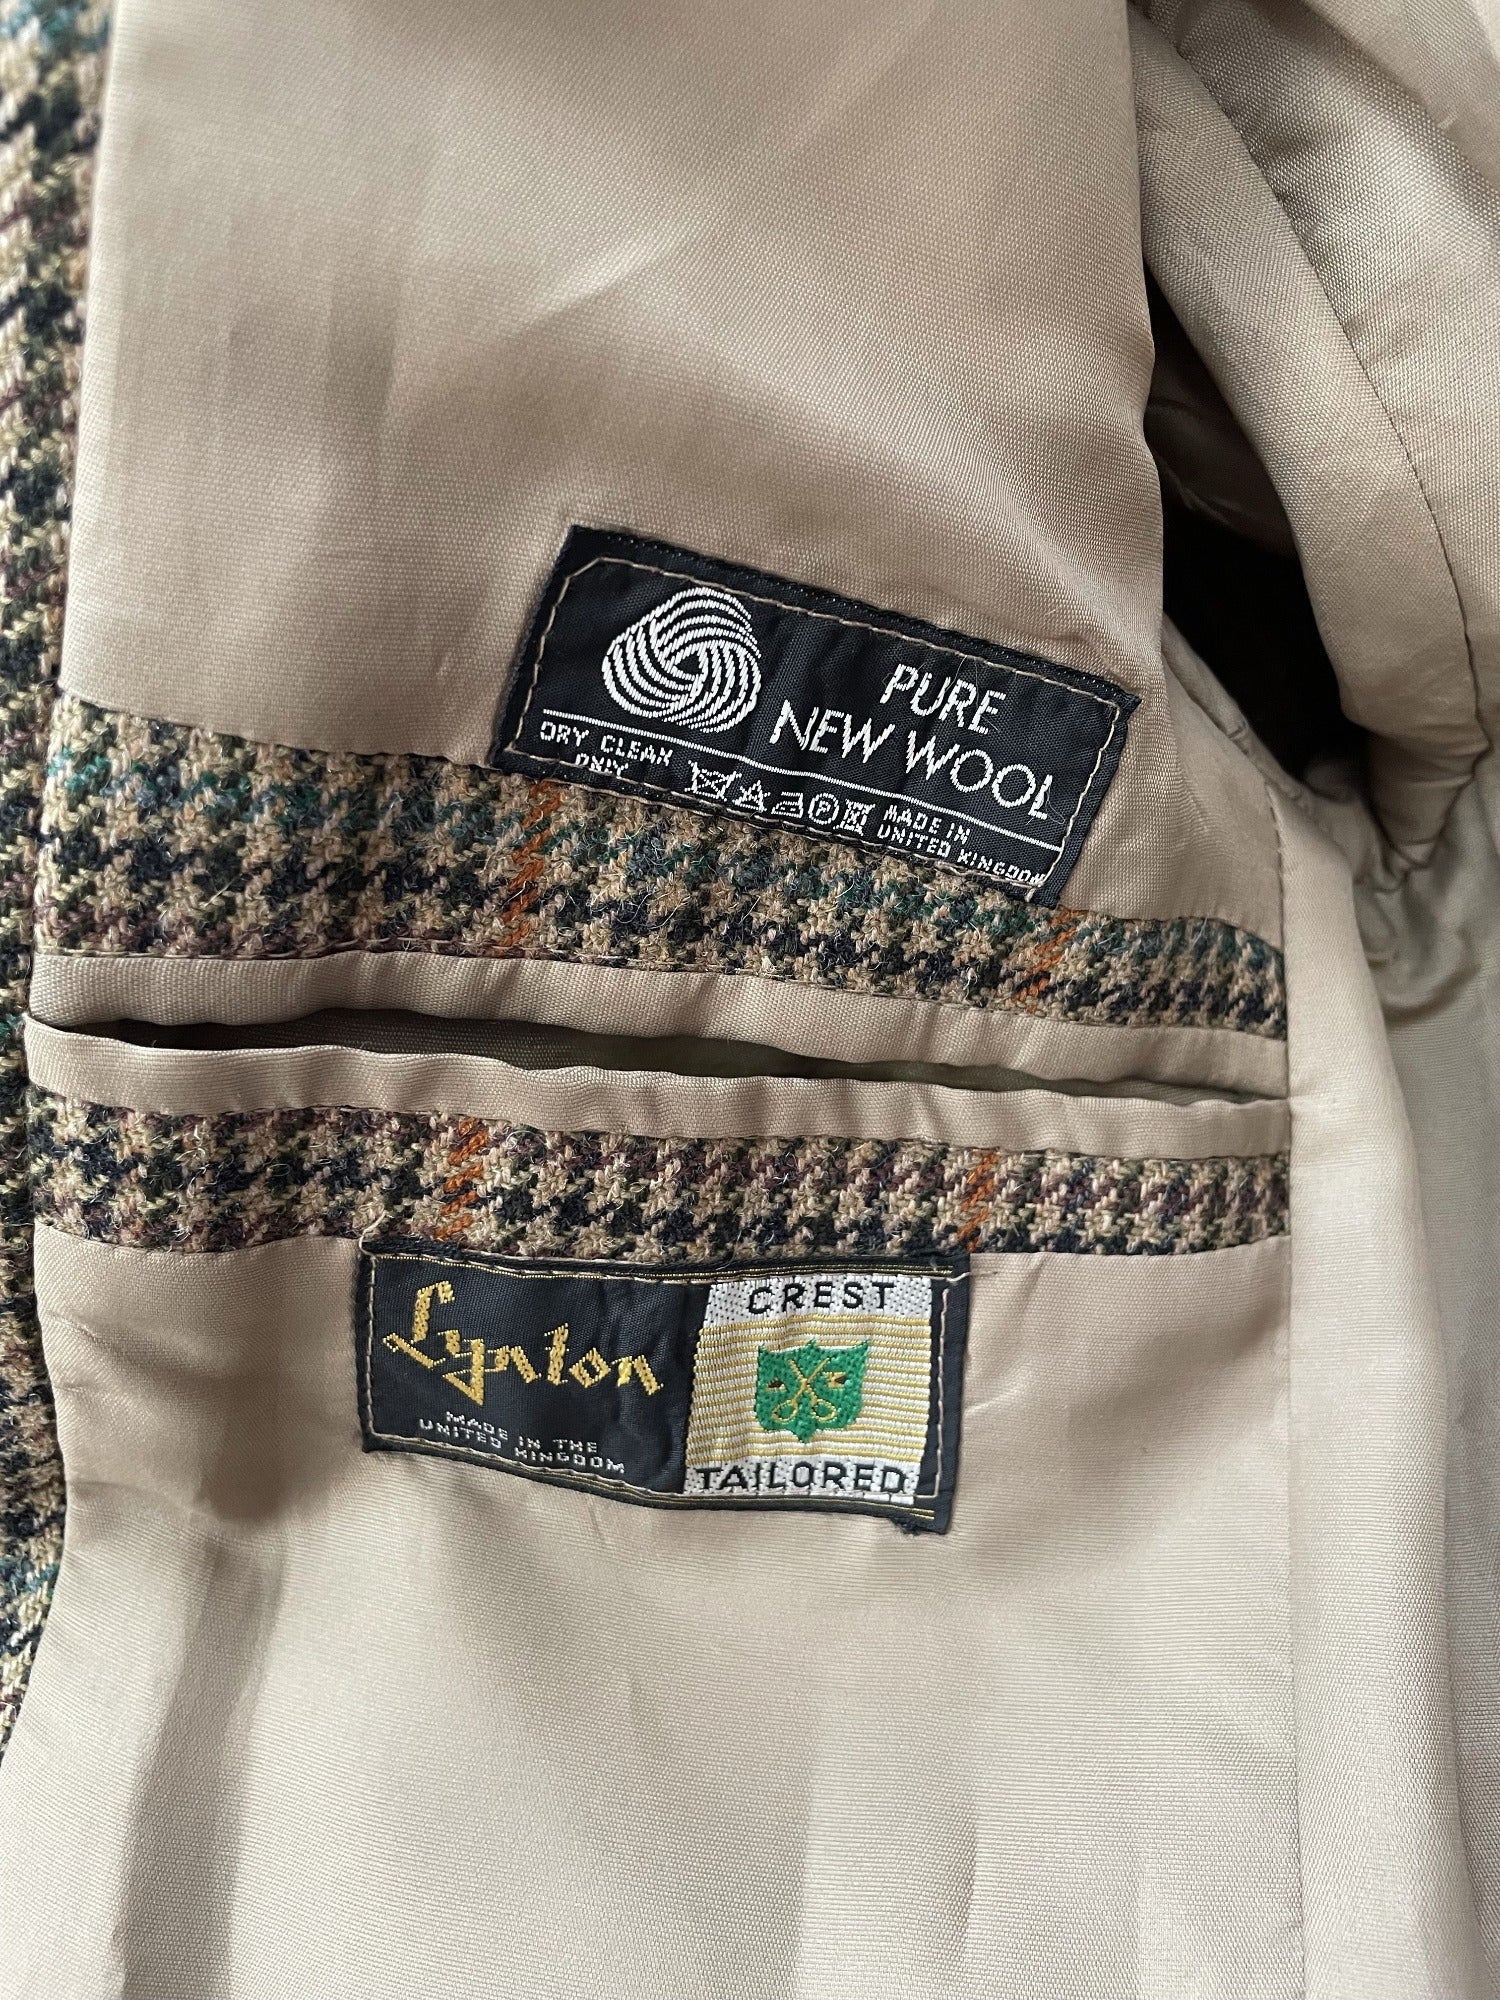 PURE
NEW WOOL
DRY CLEAN
ONLY
P
MADE IN
UNITED KINGDOM
Lynton
MADE IN THE
UNITED KINGDOM
CREST
TAILORED